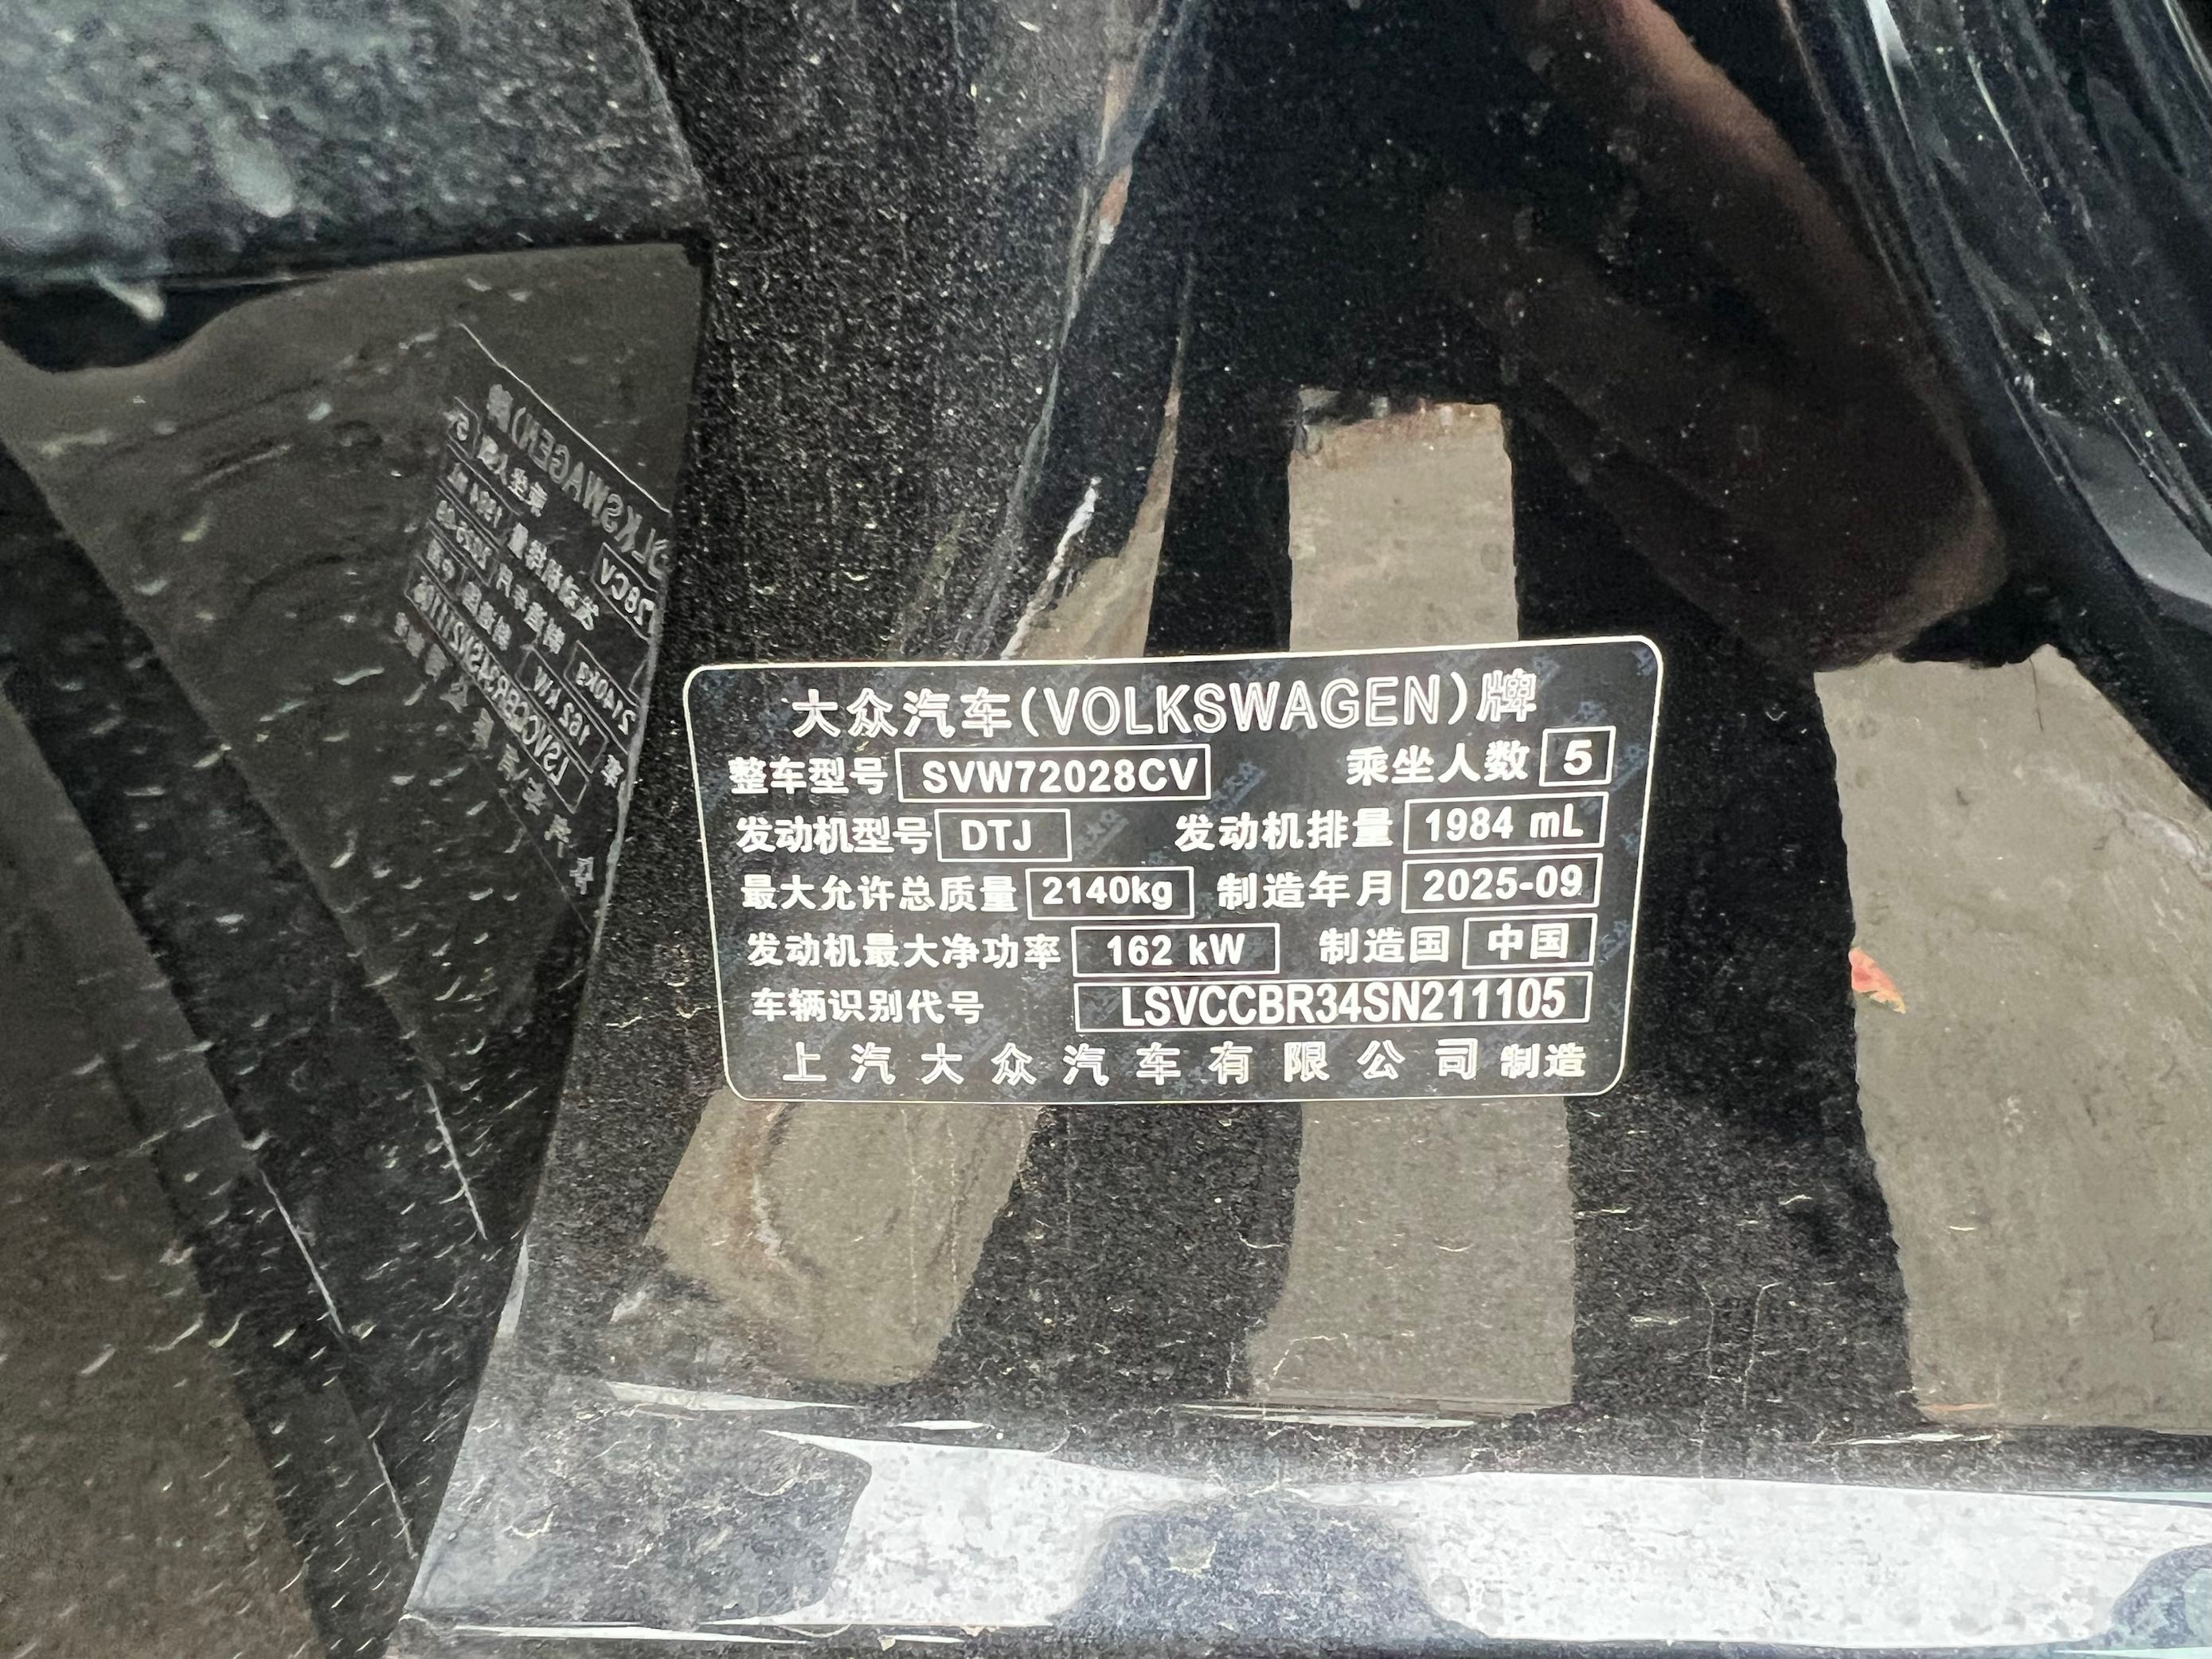 大众汽车(VOLKSWAGEN)牌
整车型号 SVW72028CV 乘坐人数 5
发动机型号 DTJ 发动机排量 1984 mL
最大允许总质量 2140kg 制造年月 2025-09
发动机最大净功率 162 kW 制造国 中国
车辆识别代号 LSVCCBR34SN211105
上汽大众汽车有限公司 制造